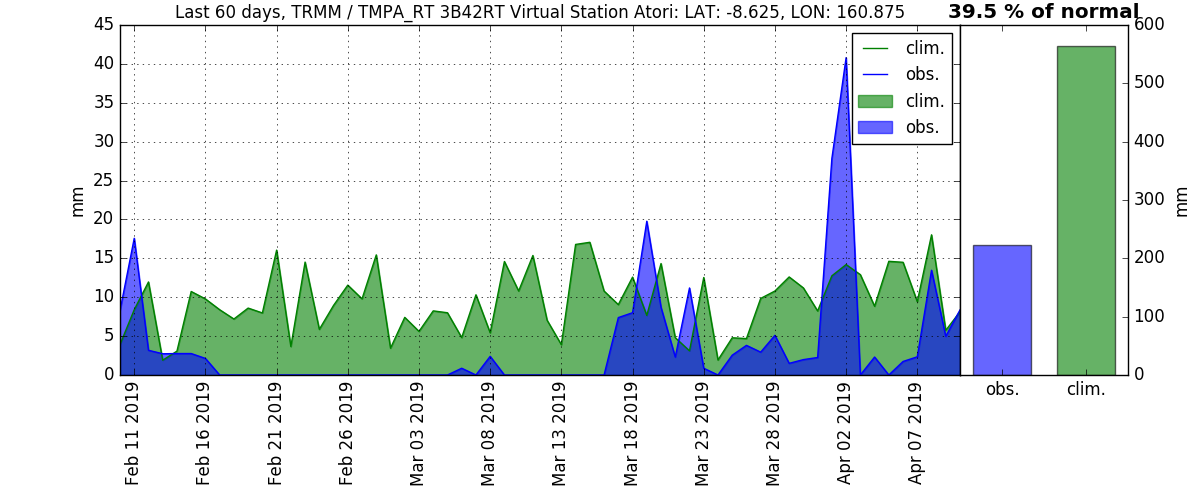 Last 60 days, TRMM / TMPA_RT 3B42RT Virtual Station Atori: LAT: -8.625, LON: 160.875
39.5 % of normal
45
40
35
30
25
20
15
10
5
0
mm
clim.
obs.
clim.
obs.
600
500
400
300
200
100
0
mm
obs.
clim.
Feb 11 2019
Feb 16 2019
Feb 21 2019
Feb 26 2019
Mar 03 2019
Mar 08 2019
Mar 13 2019
Mar 18 2019
Mar 23 2019
Mar 28 2019
Apr 02 2019
Apr 07 2019